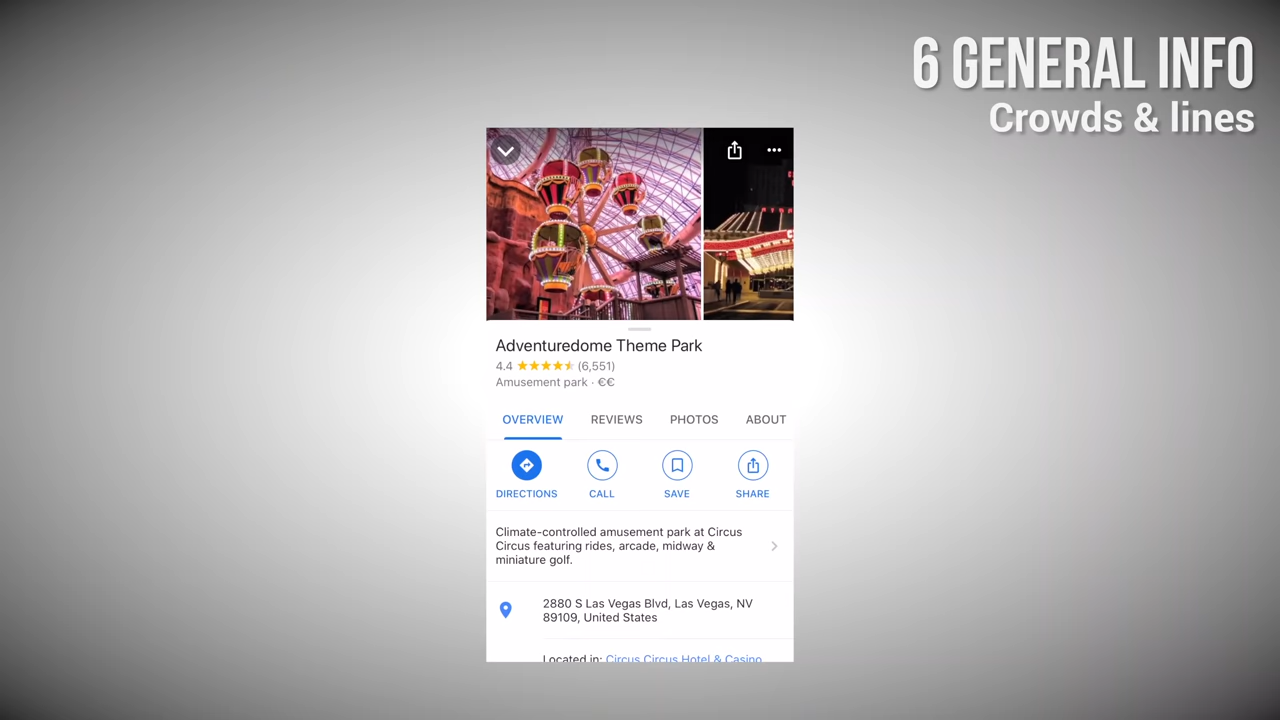 6 GENERAL INFO
Crowds & lines
Adventuredome Theme Park
4.4 (6,551)
Amusement park · €€
OVERVIEW REVIEWS PHOTOS ABOUT
DIRECTIONS CALL SAVE SHARE
Climate-controlled amusement park at Circus
Circus featuring rides, arcade, midway &
miniature golf.
2880 S Las Vegas Blvd, Las Vegas, NV
89109, United States
Located in: Circus Circus Hotel & Casino